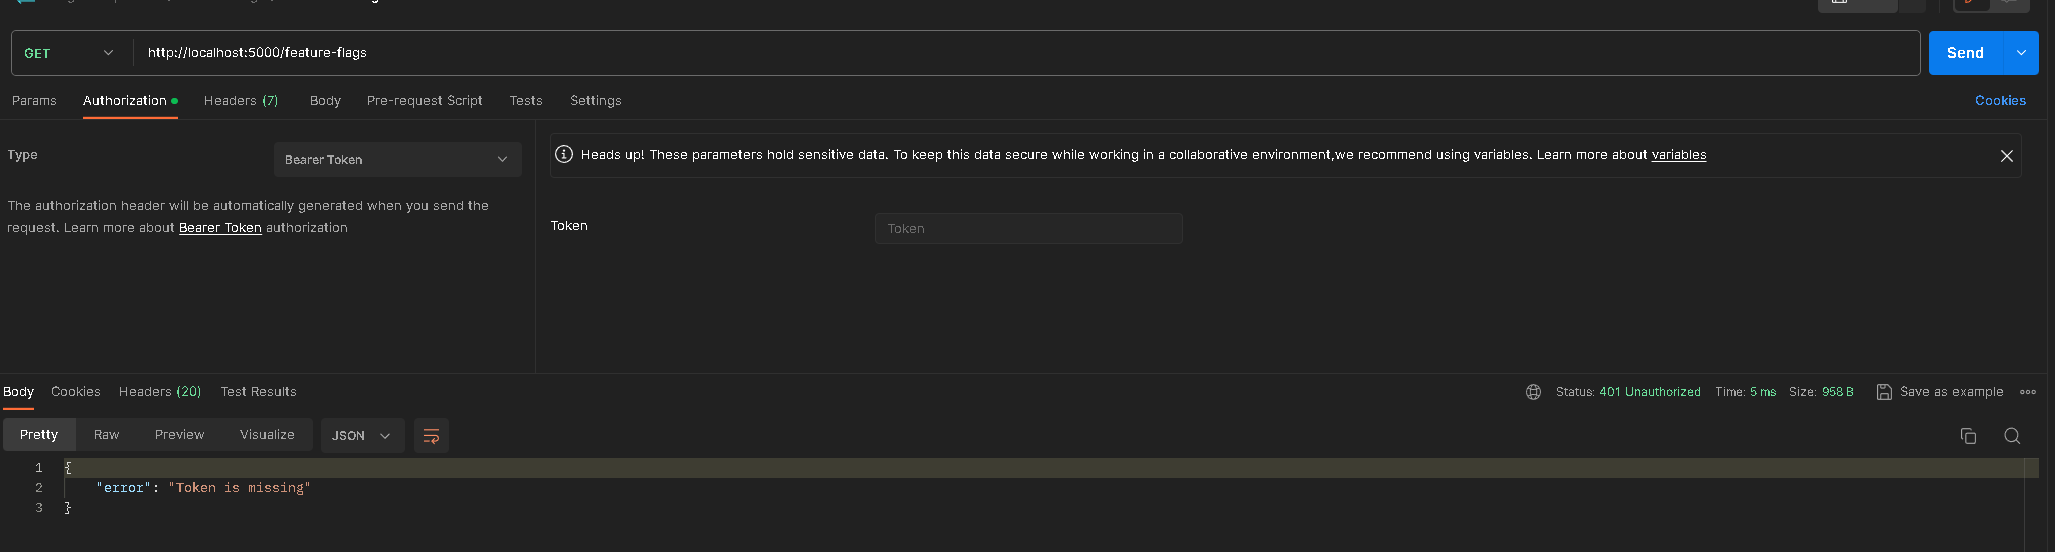 GET http://localhost:5000/feature-flags Send
Params Authorization Headers (7) Body Pre-request Script Tests Settings Cookies
Type Bearer Token
The authorization header will be automatically generated when you send the
request. Learn more about Bearer Token authorization
Heads up! These parameters hold sensitive data. To keep this data secure while working in a collaborative environment,we recommend using variables. Learn more about variables
Token Token
Body Cookies Headers (20) Test Results Status: 401 Unauthorized Time: 5 ms Size: 958 B Save as example
Pretty Raw Preview Visualize JSON
1 {
2 "error": "Token is missing"
3 }